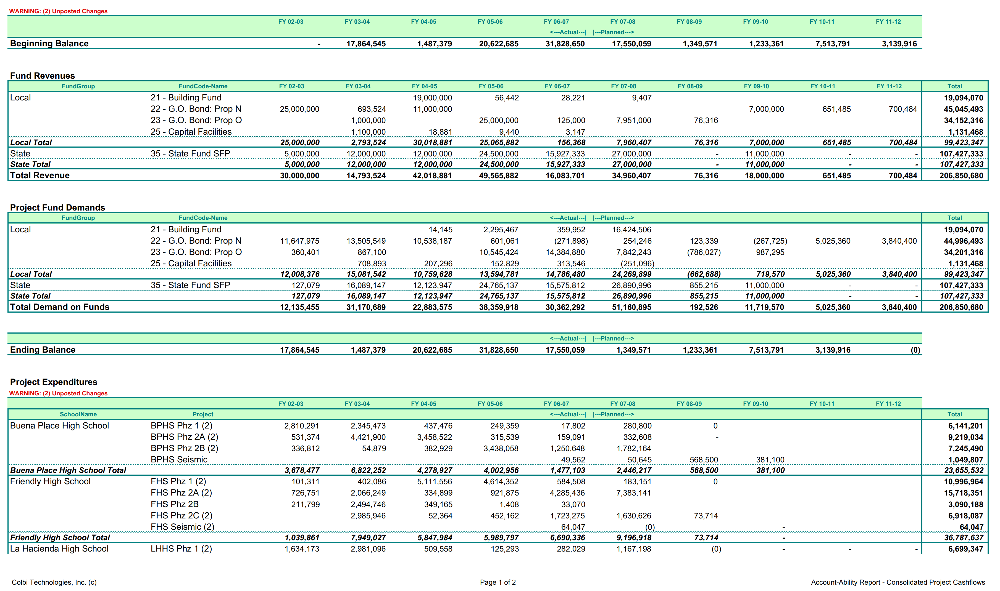 WARNING: (2) Unposted Changes
FY 02-03 FY 03-04 FY 04-05 FY 05-06 FY 06-07 FY 07-08 FY 08-09 FY 09-10 FY 10-11 FY 11-12
<---Actual---| |---Planned--->
Beginning Balance - 17,864,545 1,487,379 20,622,685 31,828,650 17,550,059 1,349,571 1,233,361 7,513,791 3,139,916
Fund Revenues
FundGroup FundCode-Name FY 02-03 FY 03-04 FY 04-05 FY 05-06 FY 06-07 FY 07-08 FY 08-09 FY 09-10 FY 10-11 FY 11-12 Total
Local 21 - Building Fund 19,000,000 56,442 28,221 9,407 19,094,070
22 - G.O. Bond: Prop N 25,000,000 693,524 11,000,000 7,000,000 651,485 700,484 45,045,493
23 - G.O. Bond: Prop O 1,000,000 25,000,000 125,000 7,951,000 76,316 34,152,316
25 - Capital Facilities 1,100,000 18,881 9,440 3,147 1,131,468
Local Total 25,000,000 2,793,524 30,018,881 25,065,882 156,368 7,960,407 76,316 7,000,000 651,485 700,484 99,423,347
State 35 - State Fund SFP 5,000,000 12,000,000 12,000,000 24,500,000 15,927,333 27,000,000 - 11,000,000 - - 107,427,333
State Total 5,000,000 12,000,000 12,000,000 24,500,000 15,927,333 27,000,000 - 11,000,000 - - 107,427,333
Total Revenue 30,000,000 14,793,524 42,018,881 49,565,882 16,083,701 34,960,407 76,316 18,000,000 651,485 700,484 206,850,680
Project Fund Demands
FundGroup FundCode-Name <---Actual---| |---Planned---> Total
Local 21 - Building Fund 14,145 2,295,467 359,952 16,424,506 19,094,070
22 - G.O. Bond: Prop N 11,647,975 13,505,549 10,538,187 601,061 (271,898) 254,246 123,339 (267,725) 5,025,360 3,840,400 44,996,493
23 - G.O. Bond: Prop O 360,401 867,100 10,545,424 14,384,880 7,842,243 (786,027) 987,295 34,201,316
25 - Capital Facilities 708,893 207,296 152,829 313,546 (251,096) 1,131,468
Local Total 12,008,376 15,081,542 10,759,628 13,594,781 14,786,480 24,269,899 (662,688) 719,570 5,025,360 3,840,400 99,423,347
State 35 - State Fund SFP 127,079 16,089,147 12,123,947 24,765,137 15,575,812 26,890,996 855,215 11,000,000 - - 107,427,333
State Total 127,079 16,089,147 12,123,947 24,765,137 15,575,812 26,890,996 855,215 11,000,000 - - 107,427,333
Total Demand on Funds 12,135,455 31,170,689 22,883,575 38,359,918 30,362,292 51,160,895 192,526 11,719,570 5,025,360 3,840,400 206,850,680
<---Actual---| |---Planned--->
Ending Balance 17,864,545 1,487,379 20,622,685 31,828,650 17,550,059 1,349,571 1,233,361 7,513,791 3,139,916 (0)
Project Expenditures
WARNING: (2) Unposted Changes
FY 02-03 FY 03-04 FY 04-05 FY 05-06 FY 06-07 FY 07-08 FY 08-09 FY 09-10 FY 10-11 FY 11-12
SchoolName Project <---Actual---| |---Planned---> Total
Buena Place High School BPHS Phz 1 (2) 2,810,291 2,345,473 437,476 249,359 17,802 280,800 0 6,141,201
BPHS Phz 2A (2) 531,374 4,421,900 3,458,522 315,539 159,091 332,608 - 9,219,034
BPHS Phz 2B (2) 336,812 54,879 382,929 3,438,058 1,250,648 1,782,164 7,245,490
BPHS Seismic 49,562 50,645 568,500 381,100 1,049,807
Buena Place High School Total 3,678,477 6,822,252 4,278,927 4,002,956 1,477,103 2,446,217 568,500 381,100 23,655,532
Friendly High School FHS Phz 1 (2) 101,311 402,086 5,111,556 4,614,352 584,508 183,151 0 10,996,964
FHS Phz 2A (2) 726,751 2,066,249 334,899 921,875 4,285,436 7,383,141 15,718,351
FHS Phz 2B 211,799 2,494,746 349,165 1,408 33,070 3,090,188
FHS Phz 2C (2) 2,985,946 52,364 452,162 1,723,275 1,630,626 73,714 6,918,087
FHS Seismic (2) 64,047 (0) - 64,047
Friendly High School Total 1,039,861 7,949,027 5,847,984 5,989,797 6,690,336 9,196,918 73,714 - 36,787,637
La Hacienda High School LHHS Phz 1 (2) 1,634,173 2,981,096 509,558 125,293 282,029 1,167,198 (0) - - - 6,699,347
Colbi Technologies, Inc. (c) Page 1 of 2 Account-Ability Report - Consolidated Project Cashflows